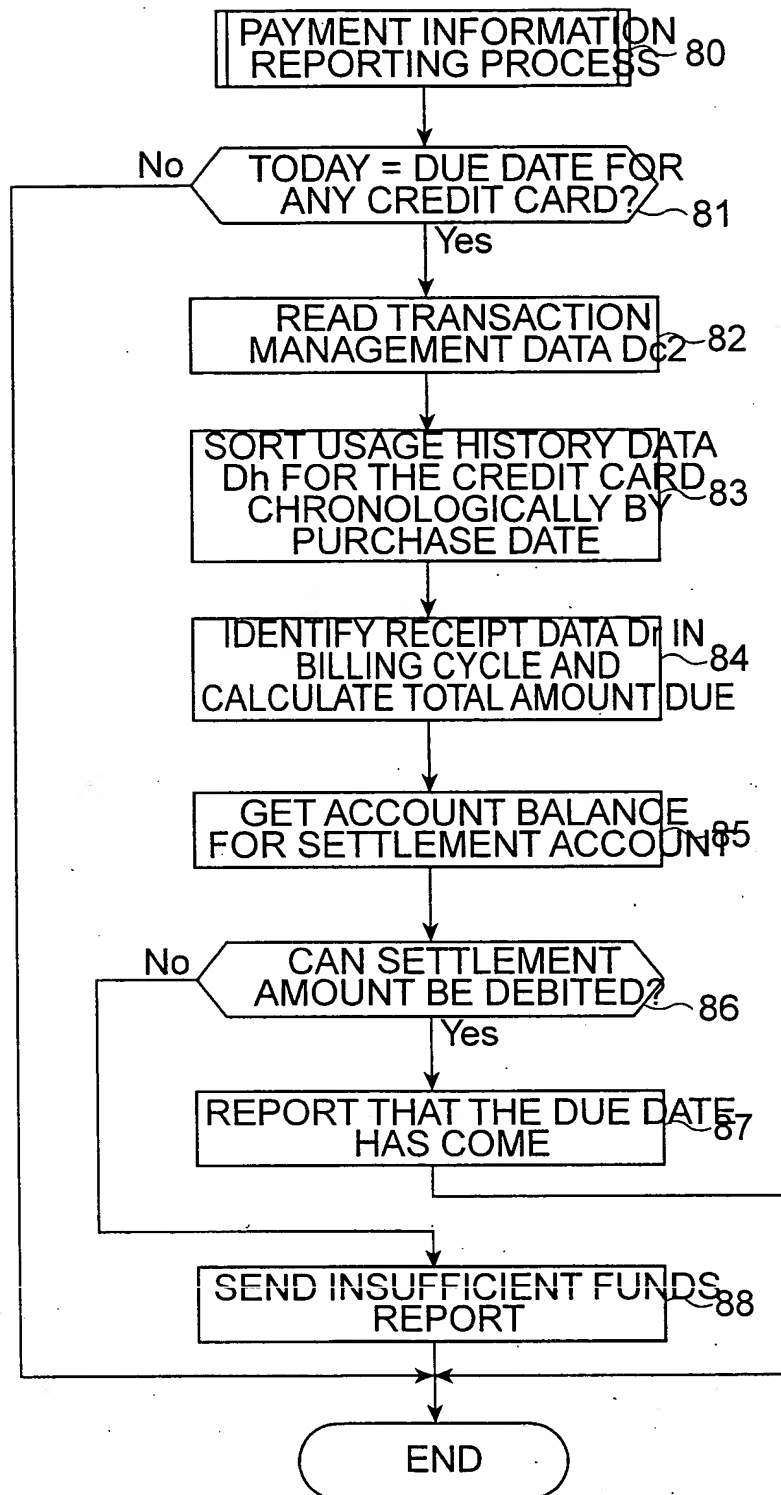 PAYMENT INFORMATION
REPORTING PROCESS
80
No
TODAY = DUE DATE FOR
ANY CREDIT CARD?
81
Yes
READ TRANSACTION
MANAGEMENT DATA Dc2
82
SORT USAGE HISTORY DATA
Dh FOR THE CREDIT CARD
CHRONOLOGICALLY BY
PURCHASE DATE
83
IDENTIFY RECEIPT DATA Dr IN
BILLING CYCLE AND
CALCULATE TOTAL AMOUNT DUE
84
GET ACCOUNT BALANCE
FOR SETTLEMENT ACCOUNT
85
No
CAN SETTLEMENT
AMOUNT BE DEBITED?
86
Yes
REPORT THAT THE DUE DATE
HAS COME
87
SEND INSUFFICIENT FUNDS
REPORT
88
END